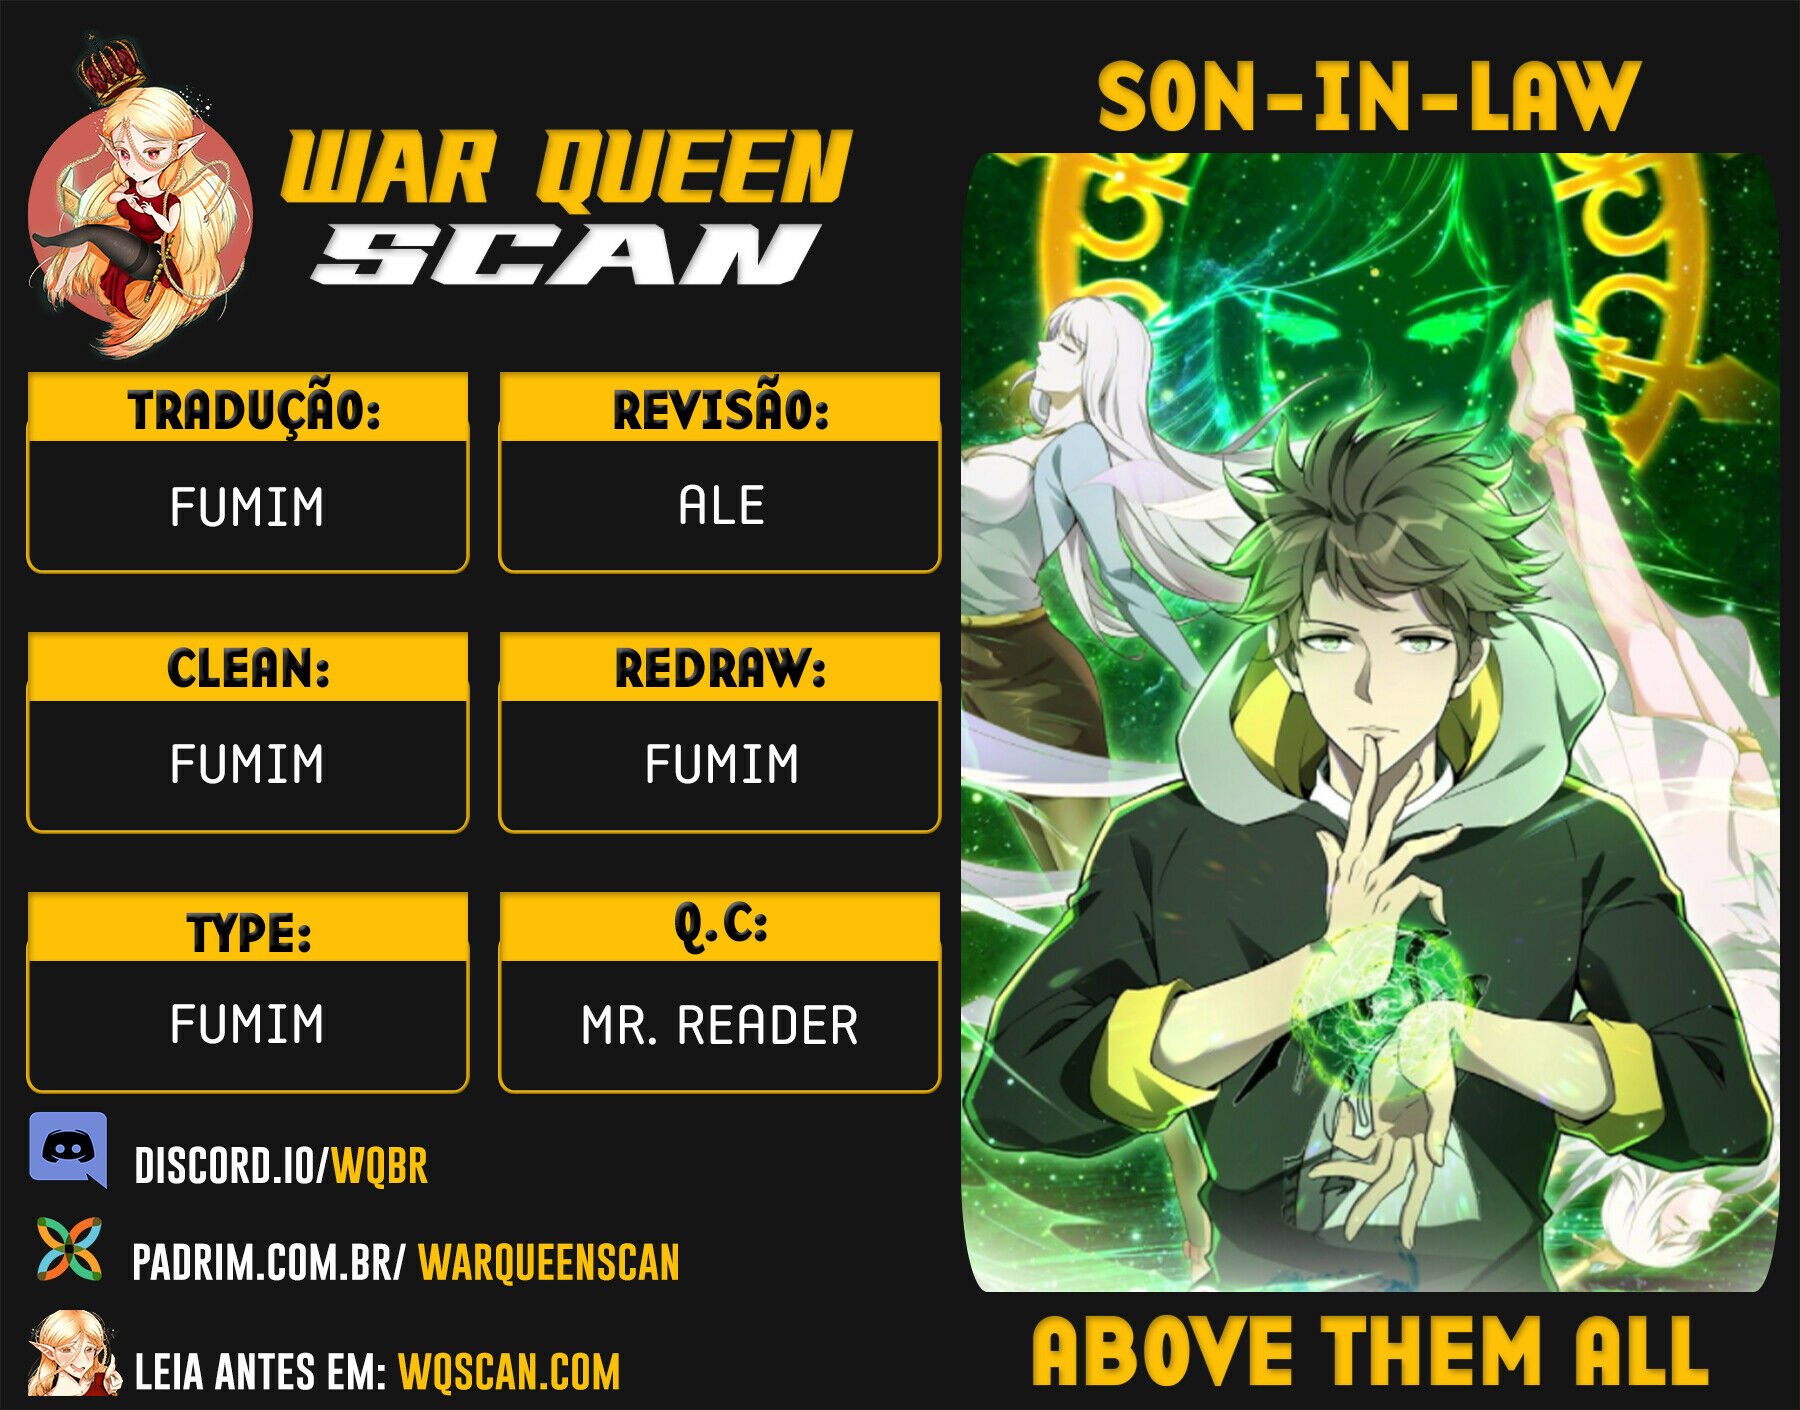 WAR QUEEN
SCAN
TRADUÇÃO:
FUMIM
REVISÃO:
ALE
CLEAN:
FUMIM
REDRAW:
FUMIM
TYPE:
FUMIM
Q.C:
MR. READER
DISCORD.IO/WQBR
PADRIM.COM.BR/ WARQUEENSCAN
LEIA ANTES EM: WQSCAN.COM
SON-IN-LAW
ABOVE THEM ALL